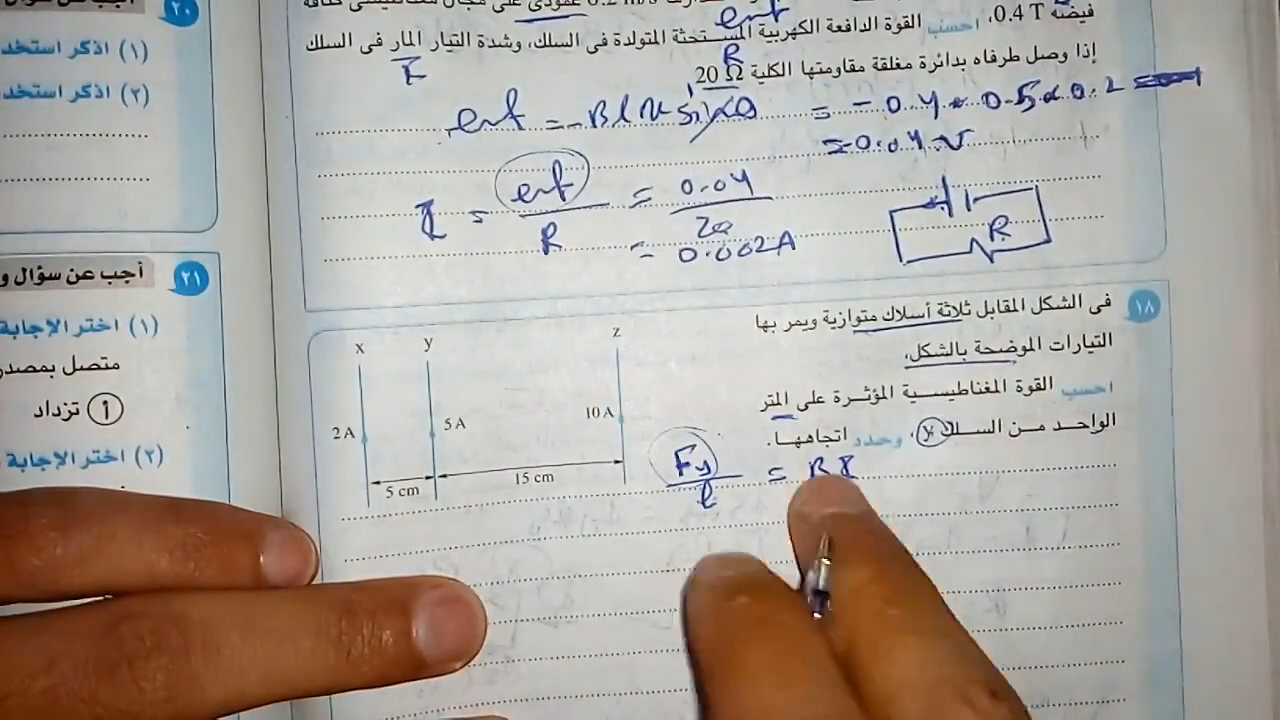 فيضه 0.4 T، احسب القوة الدافعة الكهربية المستحثة المتولدة فى السلك، وشدة التيار المار فى السلك
emf
إذا وصل طرفاه بدائرة مغلقة مقاومتها الكلية 20 Ω
R
I
emf = -Blv sin θ = - 0.4 × 0.5 × 0.2
= 0.04 V
I = emf / R = 0.04 / 20
= 0.002 A
R
١٨
فى الشكل المقابل ثلاثة أسلاك متوازية ويمر بها
التيارات الموضحة بالشكل،
احسب القوة المغناطيسية المؤثرة على المتر
الواحد من السلك y، وحدد اتجاهها.
x y z
2 A 5 A 10 A
5 cm 15 cm
Fy / l = B I
٢٠
(١) اذكر استخد
(٢) اذكر استخد
٢١
أجب عن سؤال و
(١) اختر الإجابة
متصل بمصدر
أ تزداد
(٢) اختر الإجابة